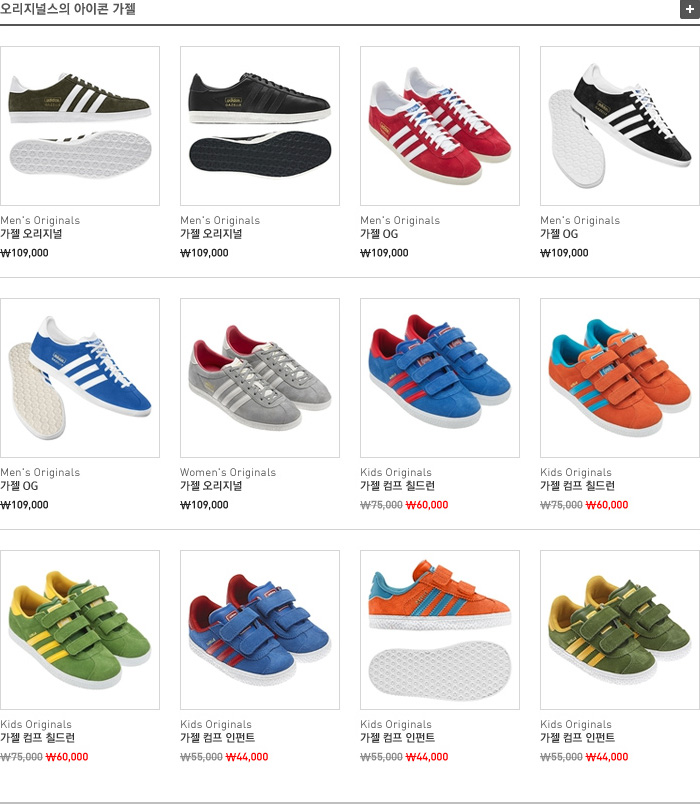 오리지널스의 아이콘 가젤
Men's Originals
가젤 오리지널
₩109,000
Men's Originals
가젤 오리지널
₩109,000
Men's Originals
가젤 OG
₩109,000
Men's Originals
가젤 OG
₩109,000
Men's Originals
가젤 OG
₩109,000
Women's Originals
가젤 오리지널
₩109,000
Kids Originals
가젤 컴프 칠드런
₩75,000 ₩60,000
Kids Originals
가젤 컴프 칠드런
₩75,000 ₩60,000
Kids Originals
가젤 컴프 칠드런
₩75,000 ₩60,000
Kids Originals
가젤 컴프 인펀트
₩55,000 ₩44,000
Kids Originals
가젤 컴프 인펀트
₩55,000 ₩44,000
Kids Originals
가젤 컴프 인펀트
₩55,000 ₩44,000